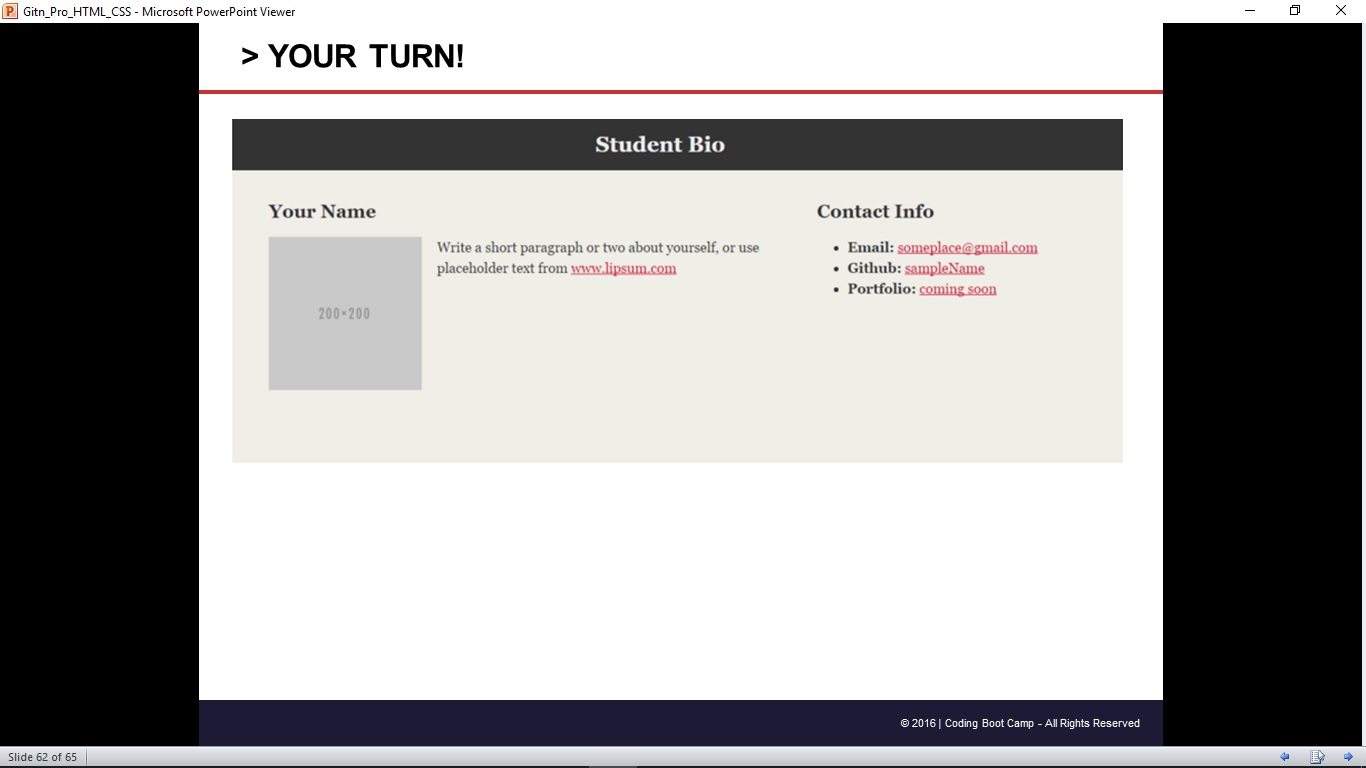 Gitn_Pro_HTML_CSS - Microsoft PowerPoint Viewer
> YOUR TURN!
Student Bio
Your Name
200×200
Write a short paragraph or two about yourself, or use
placeholder text from www.lipsum.com
Contact Info
• Email: someplace@gmail.com
• Github: sampleName
• Portfolio: coming soon
© 2016 | Coding Boot Camp - All Rights Reserved
Slide 62 of 65